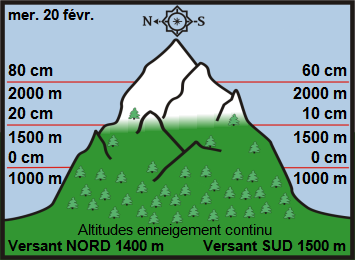 mer. 20 févr.
N S
80 cm 60 cm
2000 m 2000 m
20 cm 10 cm
1500 m 1500 m
0 cm 0 cm
1000 m 1000 m
Altitudes enneigement continu
Versant NORD 1400 m Versant SUD 1500 m